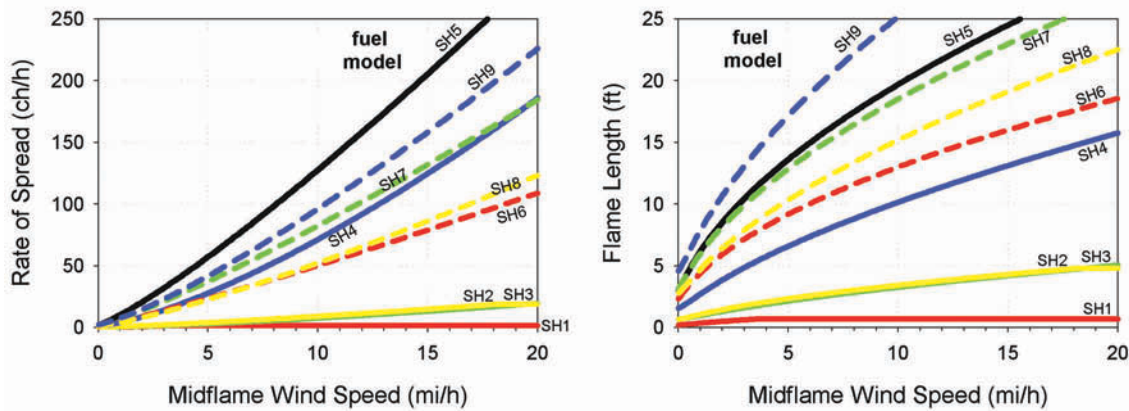 250
200
150
100
50
0
Rate of Spread (ch/h)
fuel
model
SH5
SH9
SH7
SH8
SH6
SH4
SH2
SH3
SH1
0
5
10
15
20
Midflame Wind Speed (mi/h)
25
20
15
10
5
0
Flame Length (ft)
fuel
model
SH9
SH5
SH7
SH8
SH6
SH4
SH2
SH3
SH1
0
5
10
15
20
Midflame Wind Speed (mi/h)